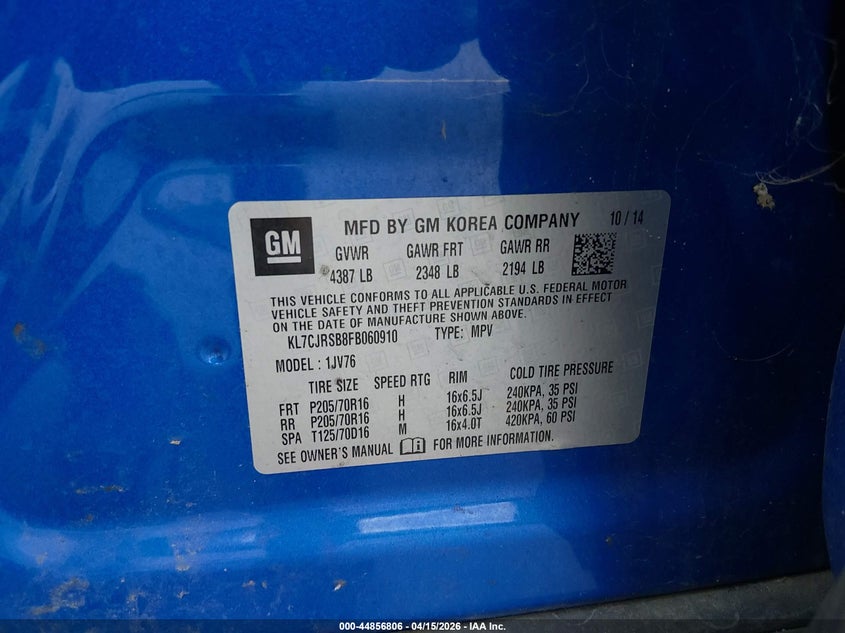 GM
MFD BY GM KOREA COMPANY 10/14
GVWR GAWR FRT GAWR RR
4387 LB 2348 LB 2194 LB
THIS VEHICLE CONFORMS TO ALL APPLICABLE U.S. FEDERAL MOTOR
VEHICLE SAFETY AND THEFT PREVENTION STANDARDS IN EFFECT
ON THE DATE OF MANUFACTURE SHOWN ABOVE.
KL7CJRSB8FB060910 TYPE: MPV
MODEL : 1JV76
TIRE SIZE SPEED RTG RIM COLD TIRE PRESSURE
FRT P205/70R16 H 16x6.5J 240KPA, 35 PSI
RR P205/70R16 H 16x6.5J 240KPA, 35 PSI
SPA T125/70D16 M 16x4.0T 420KPA, 60 PSI
SEE OWNER'S MANUAL FOR MORE INFORMATION.
000-44856806 - 04/15/2026 - IAA Inc.